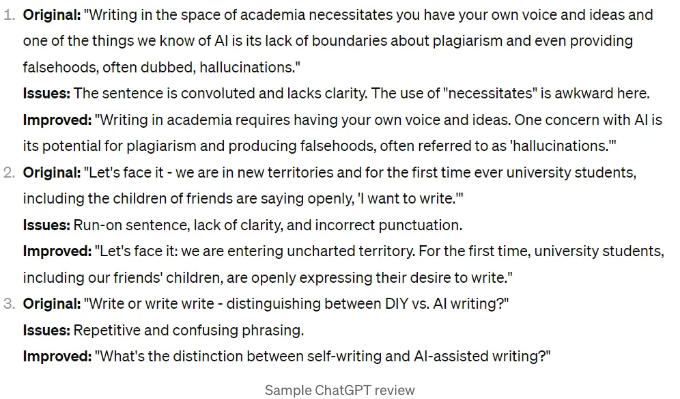 1. Original: "Writing in the space of academia necessitates you have your own voice and ideas and
one of the things we know of AI is its lack of boundaries about plagiarism and even providing
falsehoods, often dubbed, hallucinations."
Issues: The sentence is convoluted and lacks clarity. The use of "necessitates" is awkward here.
Improved: "Writing in academia requires having your own voice and ideas. One concern with AI is
its potential for plagiarism and producing falsehoods, often referred to as 'hallucinations.'"
2. Original: "Let's face it - we are in new territories and for the first time ever university students,
including the children of friends are saying openly, 'I want to write.'"
Issues: Run-on sentence, lack of clarity, and incorrect punctuation.
Improved: "Let's face it: we are entering uncharted territory. For the first time, university students,
including our friends' children, are openly expressing their desire to write."
3. Original: "Write or write write - distinguishing between DIY vs. AI writing?"
Issues: Repetitive and confusing phrasing.
Improved: "What's the distinction between self-writing and AI-assisted writing?"
Sample ChatGPT review